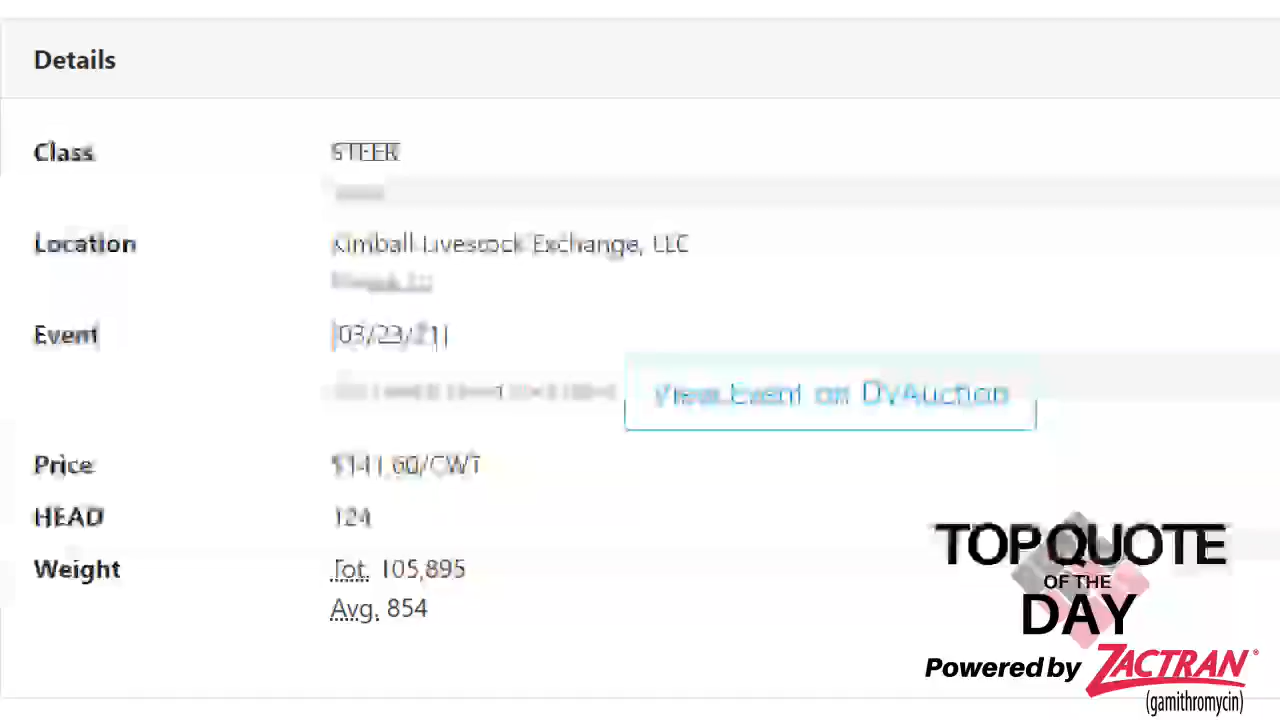 Details
Class STEER
Location Kimball Livestock Exchange, LLC
Event 03/23/21
View Event on DVAuction
Price $141.60/CWT
HEAD 124
Weight Tot. 105,895
Avg. 854
TOP QUOTE
OF THE
DAY
Powered by ZACTRAN®
(gamithromycin)